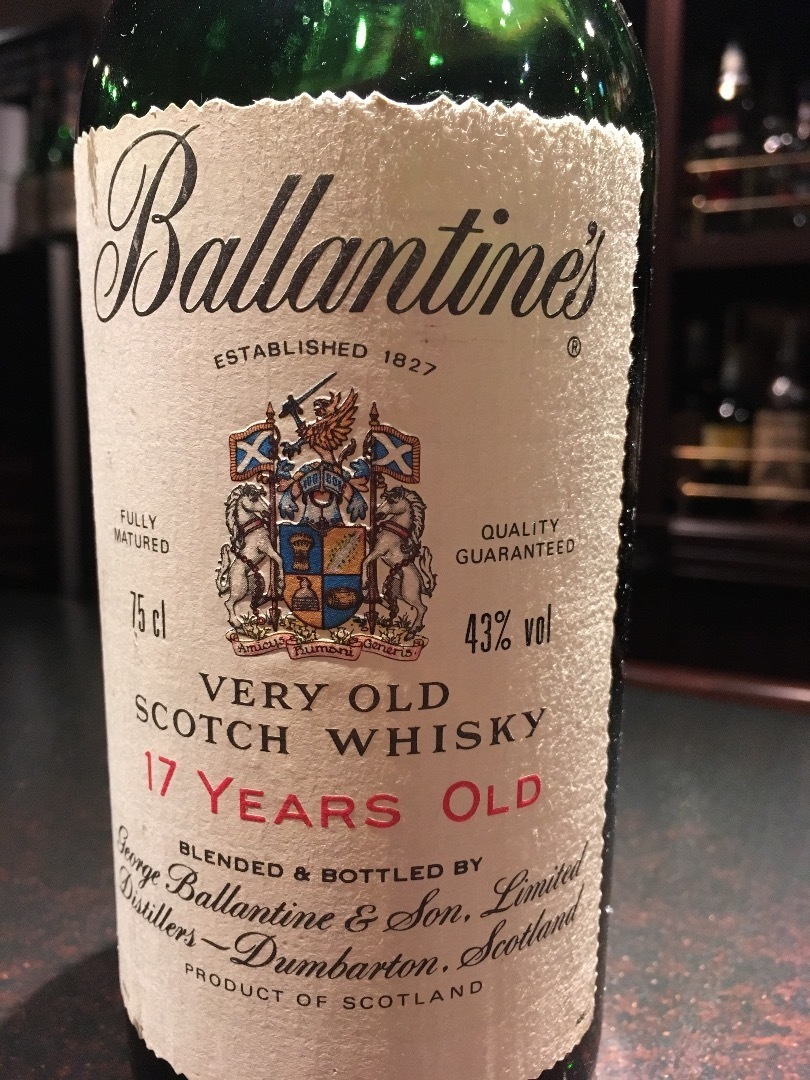 Ballantine's
®
ESTABLISHED 1827
FULLY
MATURED
QUALITY
GUARANTEED
75 cl
43% vol
Amicus Humani Generis
VERY OLD
SCOTCH WHISKY
17 YEARS OLD
BLENDED & BOTTLED BY
George Ballantine & Son, Limited
Distillers – Dumbarton, Scotland
PRODUCT OF SCOTLAND